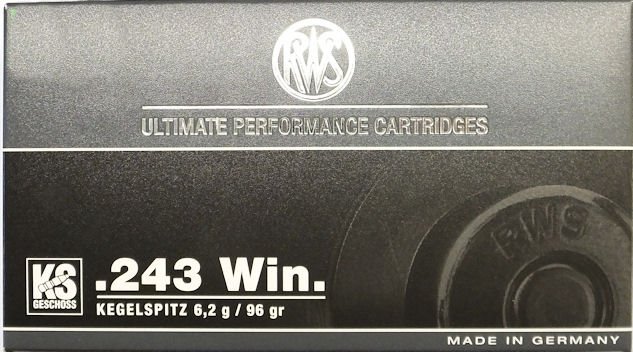 RWS
ULTIMATE PERFORMANCE CARTRIDGES
RWS
KS
GESCHOSS
.243 Win.
KEGELSPITZ 6,2 g / 96 gr
MADE IN GERMANY